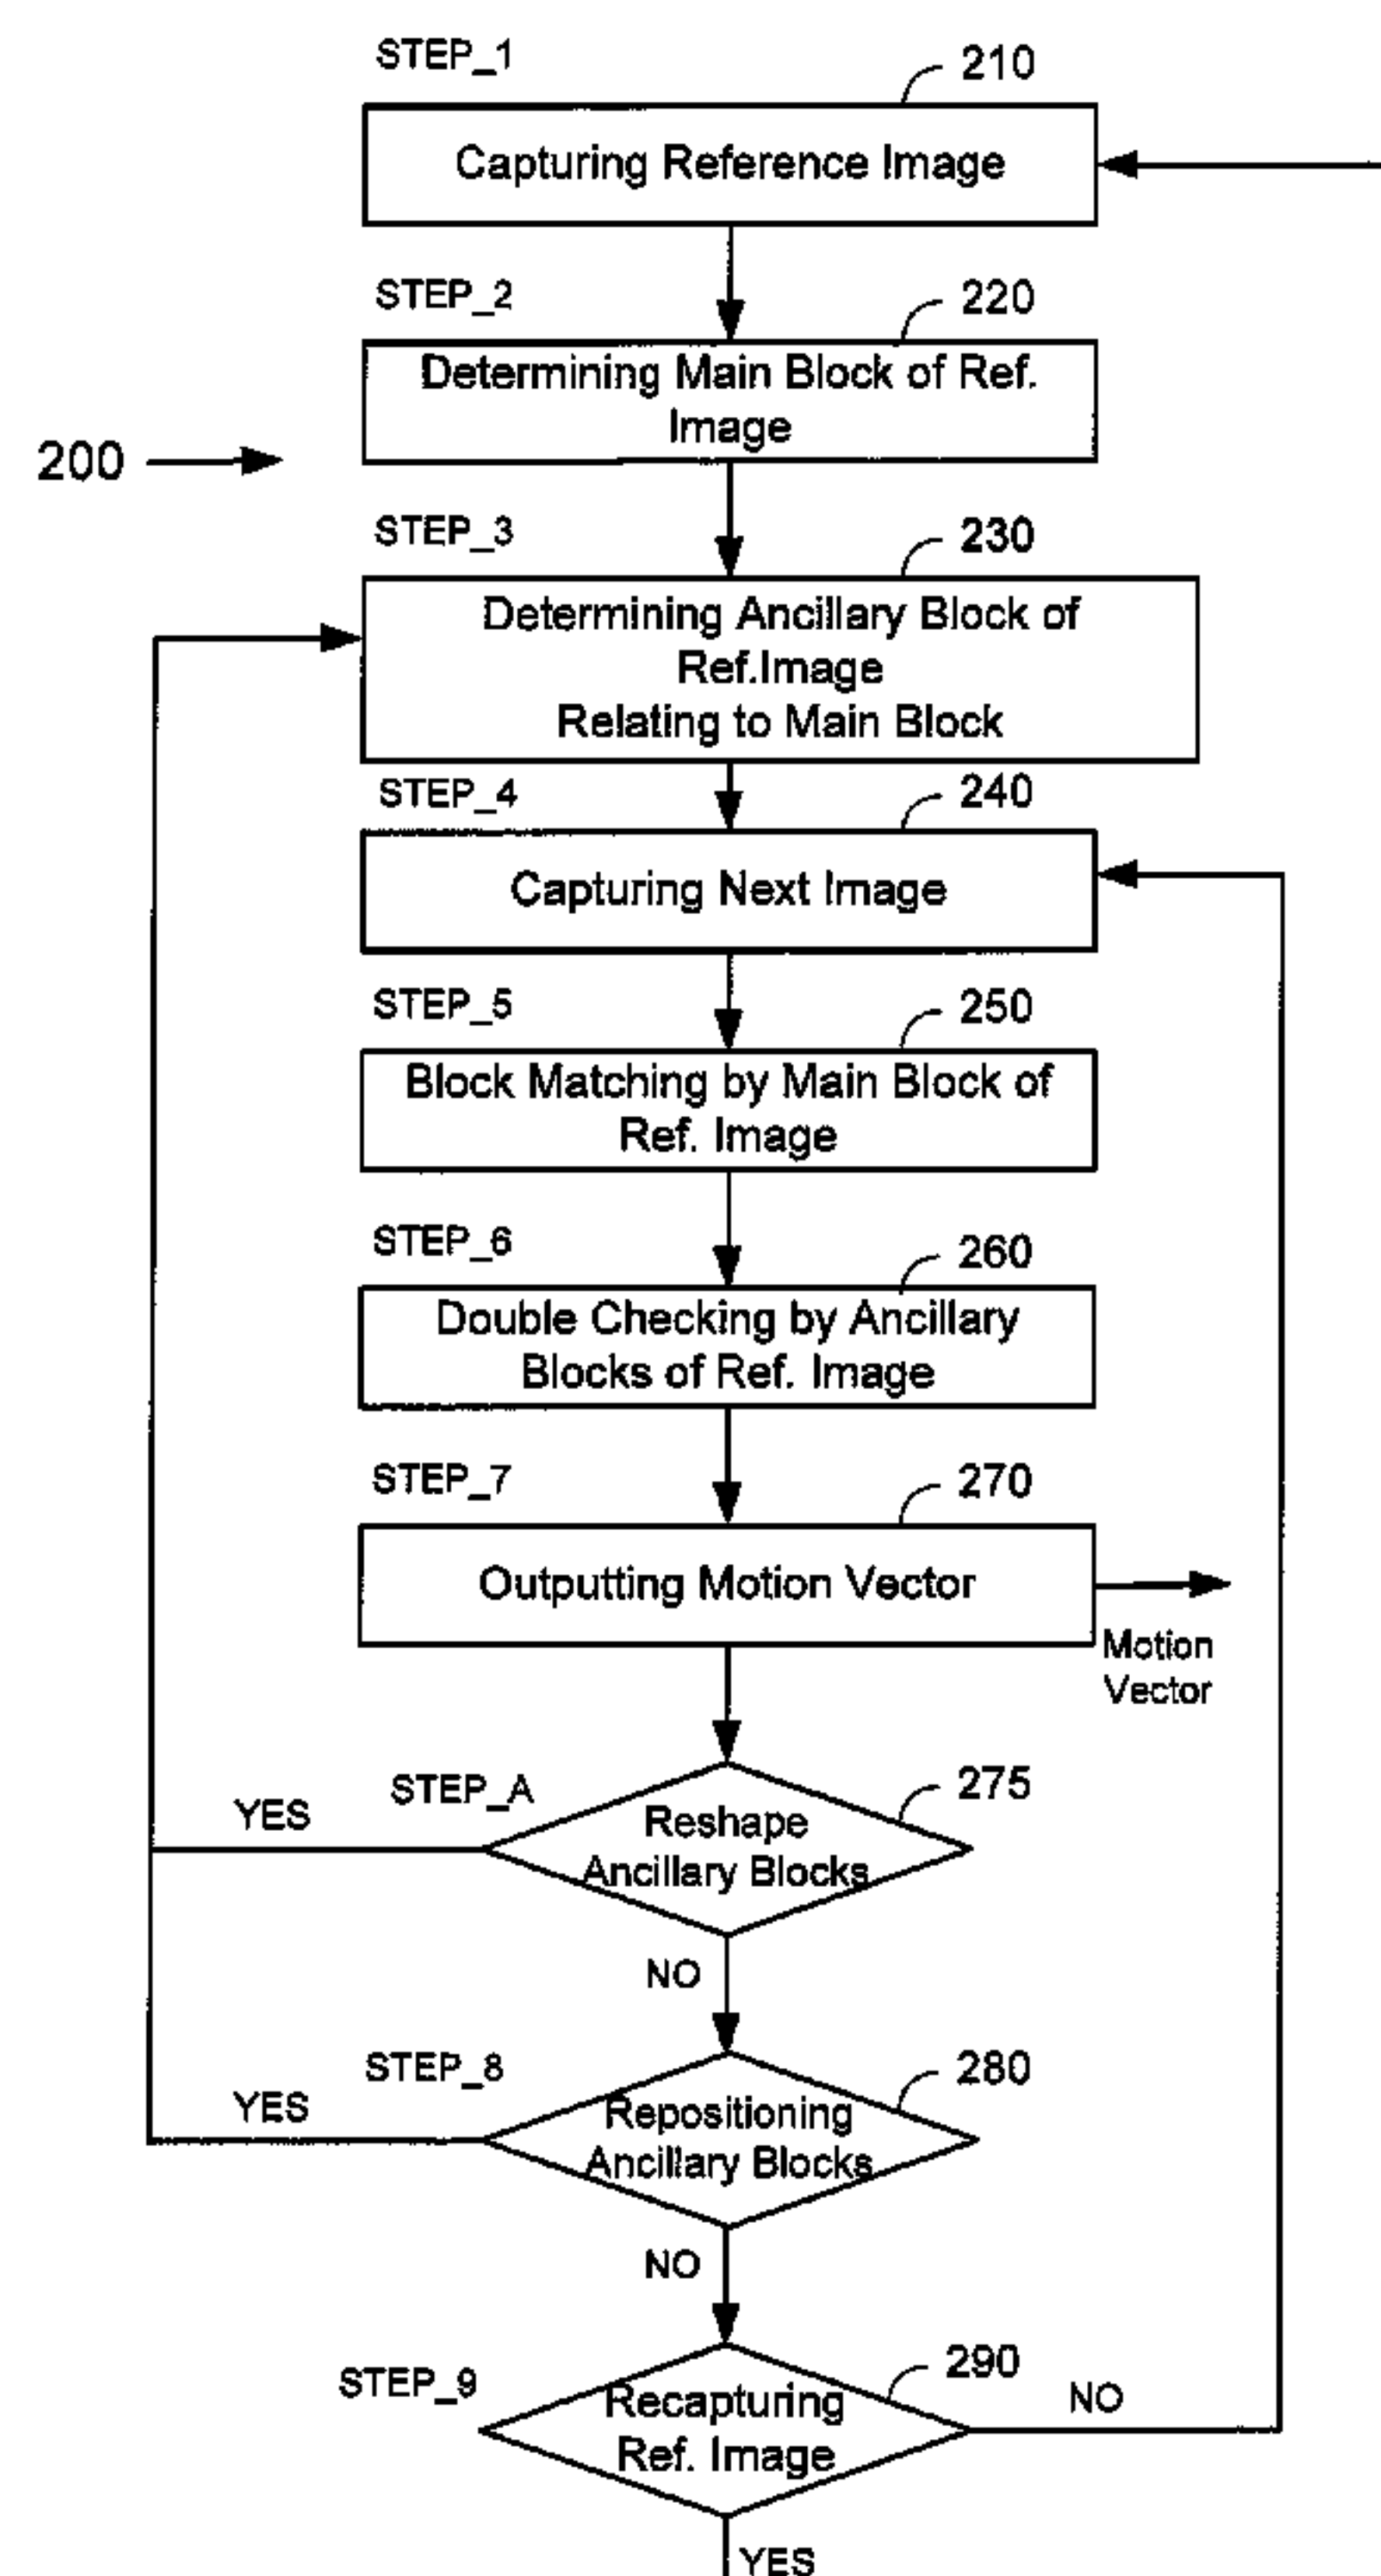 STEP_1
210
Capturing Reference Image
STEP_2
220
Determining Main Block of Ref.
Image
200
STEP_3
230
Determining Ancillary Block of
Ref.Image
Relating to Main Block
STEP_4
240
Capturing Next Image
STEP_5
250
Block Matching by Main Block of
Ref. Image
STEP_6
260
Double Checking by Ancillary
Blocks of Ref. Image
STEP_7
270
Outputting Motion Vector
Motion
Vector
STEP_A
275
YES
Reshape
Ancillary Blocks
NO
STEP_8
280
YES
Repositioning
Ancillary Blocks
NO
STEP_9
290
Recapturing
Ref. Image
NO
YES